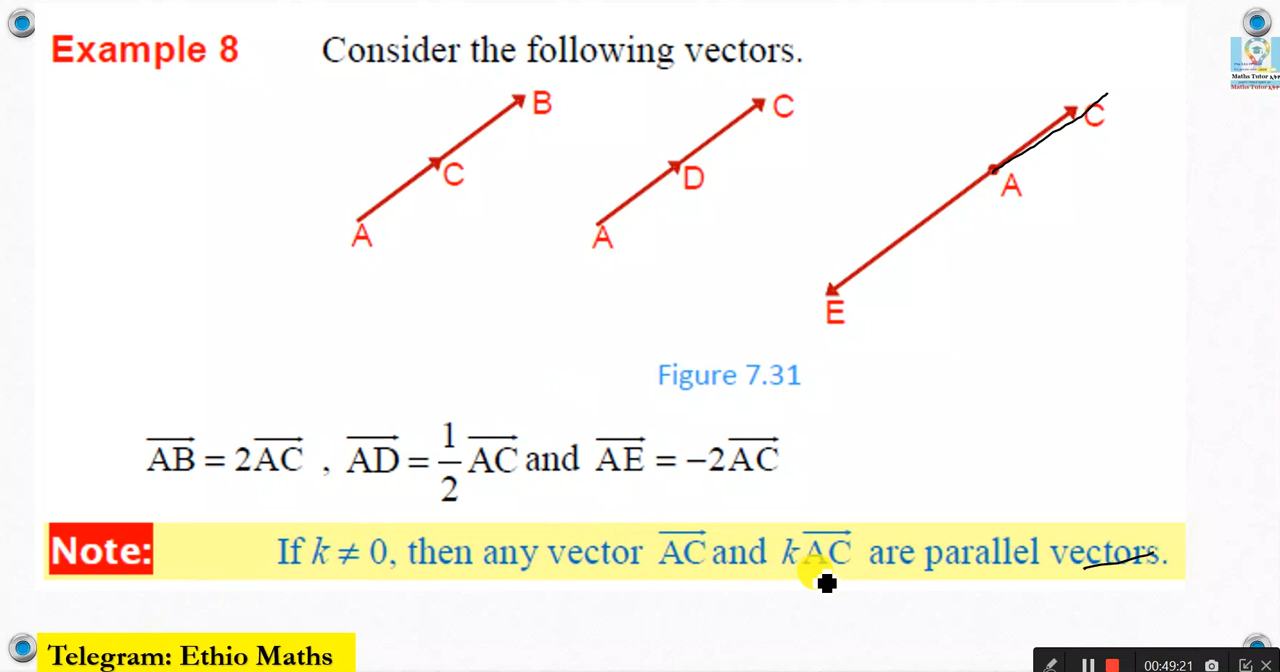 Example 8 Consider the following vectors.
B
C
A
C
D
A
C
A
E
Figure 7.31
AB = 2AC , AD = 1/2 AC and AE = −2AC
Note: If k ≠ 0, then any vector AC and kAC are parallel vectors.
Telegram: Ethio Maths
00:49:21